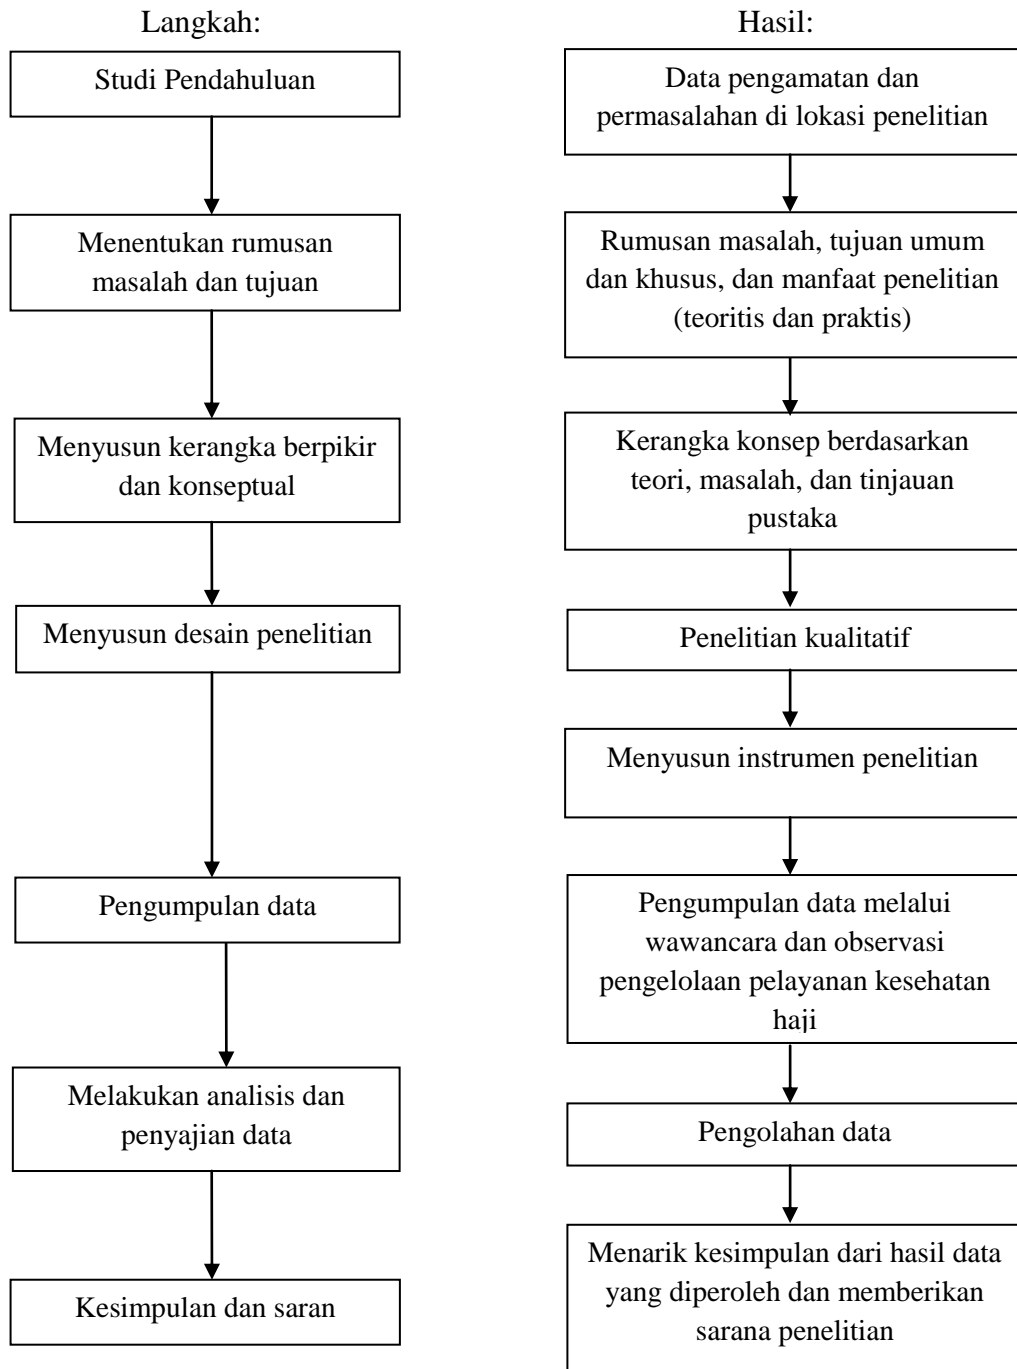 Langkah:
Studi Pendahuluan
Menentukan rumusan
masalah dan tujuan
Menyusun kerangka berpikir
dan konseptual
Menyusun desain penelitian
Pengumpulan data
Melakukan analisis dan
penyajian data
Kesimpulan dan saran
Hasil:
Data pengamatan dan
permasalahan di lokasi penelitian
Rumusan masalah, tujuan umum
dan khusus, dan manfaat penelitian
(teoritis dan praktis)
Kerangka konsep berdasarkan
teori, masalah, dan tinjauan
pustaka
Penelitian kualitatif
Menyusun instrumen penelitian
Pengumpulan data melalui
wawancara dan observasi
pengelolaan pelayanan kesehatan
haji
Pengolahan data
Menarik kesimpulan dari hasil data
yang diperoleh dan memberikan
sarana penelitian